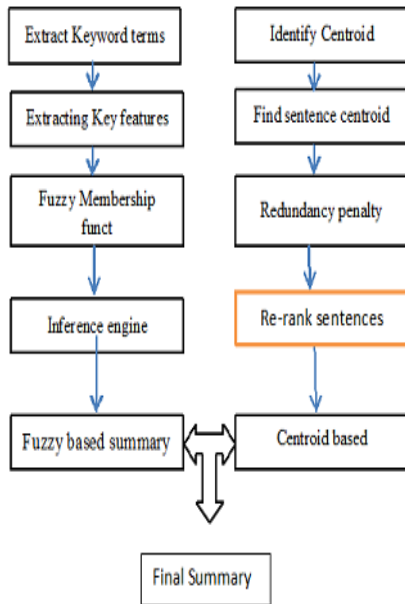 Extract Keyword terms
Identify Centroid
Extracting Key features
Find sentence centroid
Fuzzy Membership
funct
Redundancy penalty
Inference engine
Re-rank sentences
Fuzzy based summary
Centroid based
Final Summary